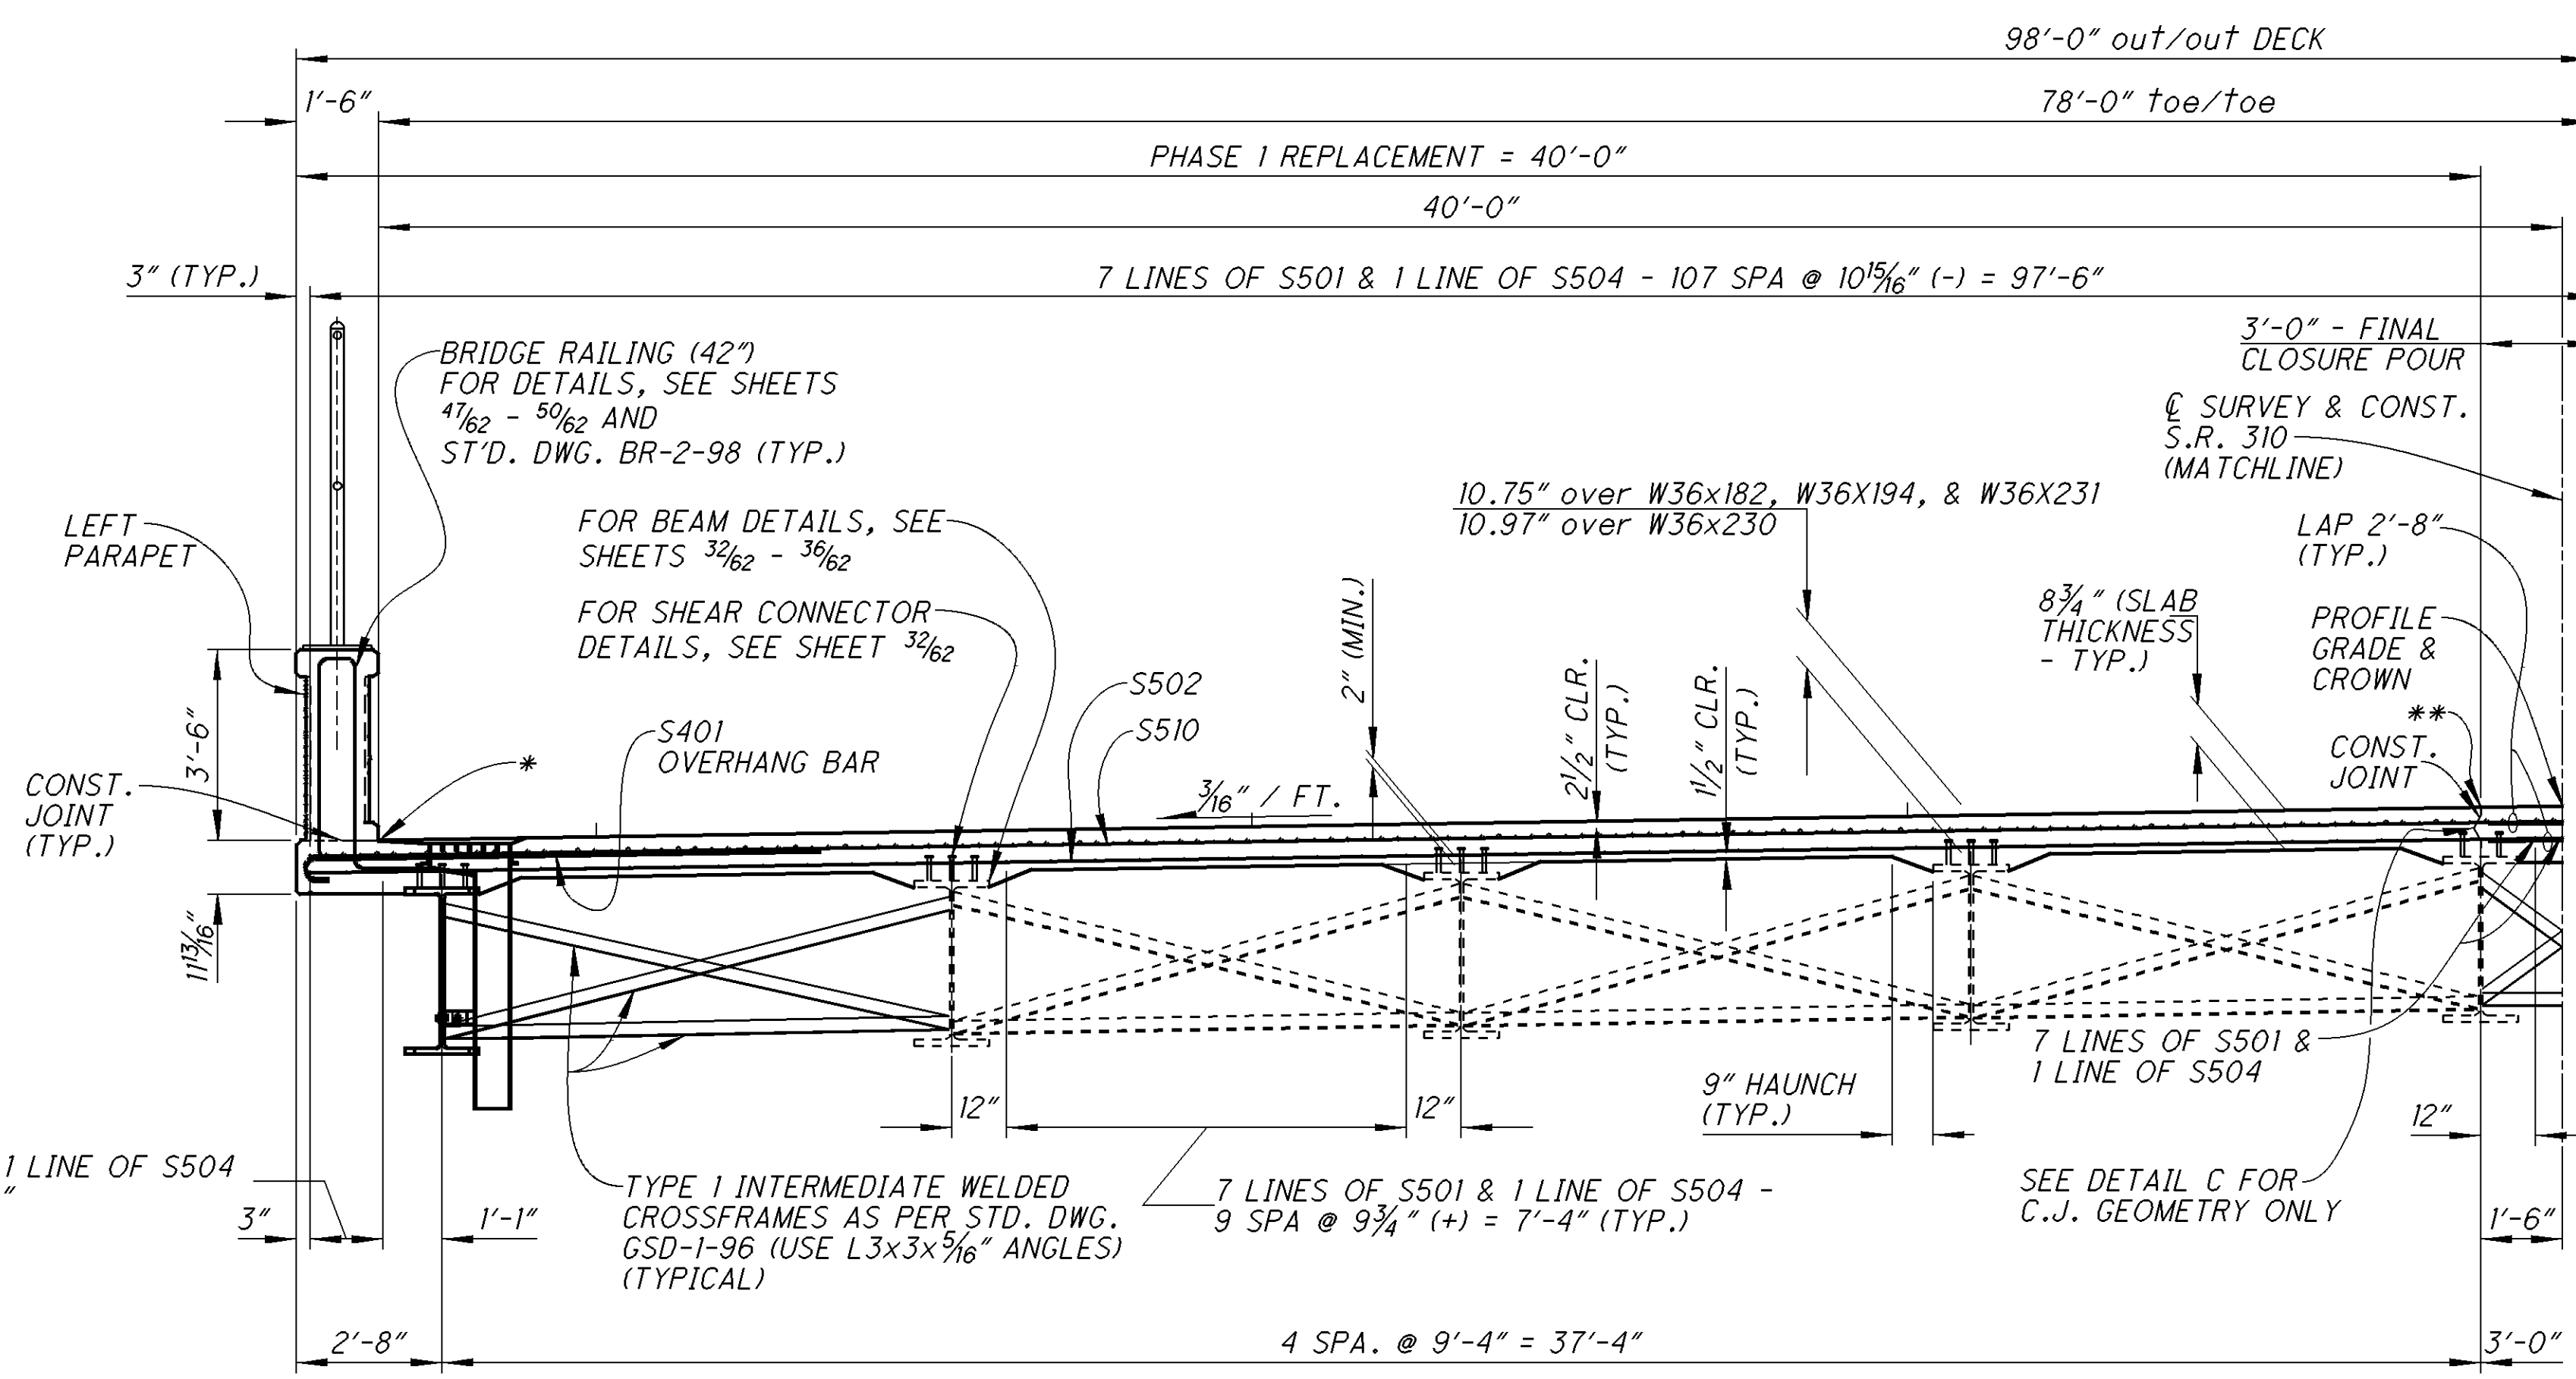 98'-0" out/out DECK
1'-6"
78'-0" toe/toe
PHASE 1 REPLACEMENT = 40'-0"
40'-0"
3" (TYP.)
7 LINES OF S501 & 1 LINE OF S504 - 107 SPA @ 10 15/16" (-) = 97'-6"
3'-0" - FINAL
CLOSURE POUR
BRIDGE RAILING (42")
FOR DETAILS, SEE SHEETS
47/62 - 50/62 AND
ST'D. DWG. BR-2-98 (TYP.)
℄ SURVEY & CONST.
S.R. 310
(MATCHLINE)
LEFT
PARAPET
FOR BEAM DETAILS, SEE
SHEETS 32/62 - 36/62
10.75" over W36x182, W36X194, & W36X231
10.97" over W36x230
LAP 2'-8"
(TYP.)
FOR SHEAR CONNECTOR
DETAILS, SEE SHEET 32/62
2" (MIN.)
8 3/4" (SLAB
THICKNESS
- TYP.)
PROFILE
GRADE &
CROWN
S502
S510
2 1/2" CLR.
(TYP.)
1 1/2" CLR.
(TYP.)
3'-6"
S401
OVERHANG BAR
*
**
CONST.
JOINT
CONST.
JOINT
(TYP.)
3/16" / FT.
11 13/16"
7 LINES OF S501 &
1 LINE OF S504
12"
12"
9" HAUNCH
(TYP.)
12"
1 LINE OF S504
"
3"
1'-1"
TYPE 1 INTERMEDIATE WELDED
CROSSFRAMES AS PER STD. DWG.
GSD-1-96 (USE L3x3x5/16" ANGLES)
(TYPICAL)
7 LINES OF S501 & 1 LINE OF S504 -
9 SPA @ 9 3/4" (+) = 7'-4" (TYP.)
SEE DETAIL C FOR
C.J. GEOMETRY ONLY
1'-6"
2'-8"
4 SPA. @ 9'-4" = 37'-4"
3'-0"